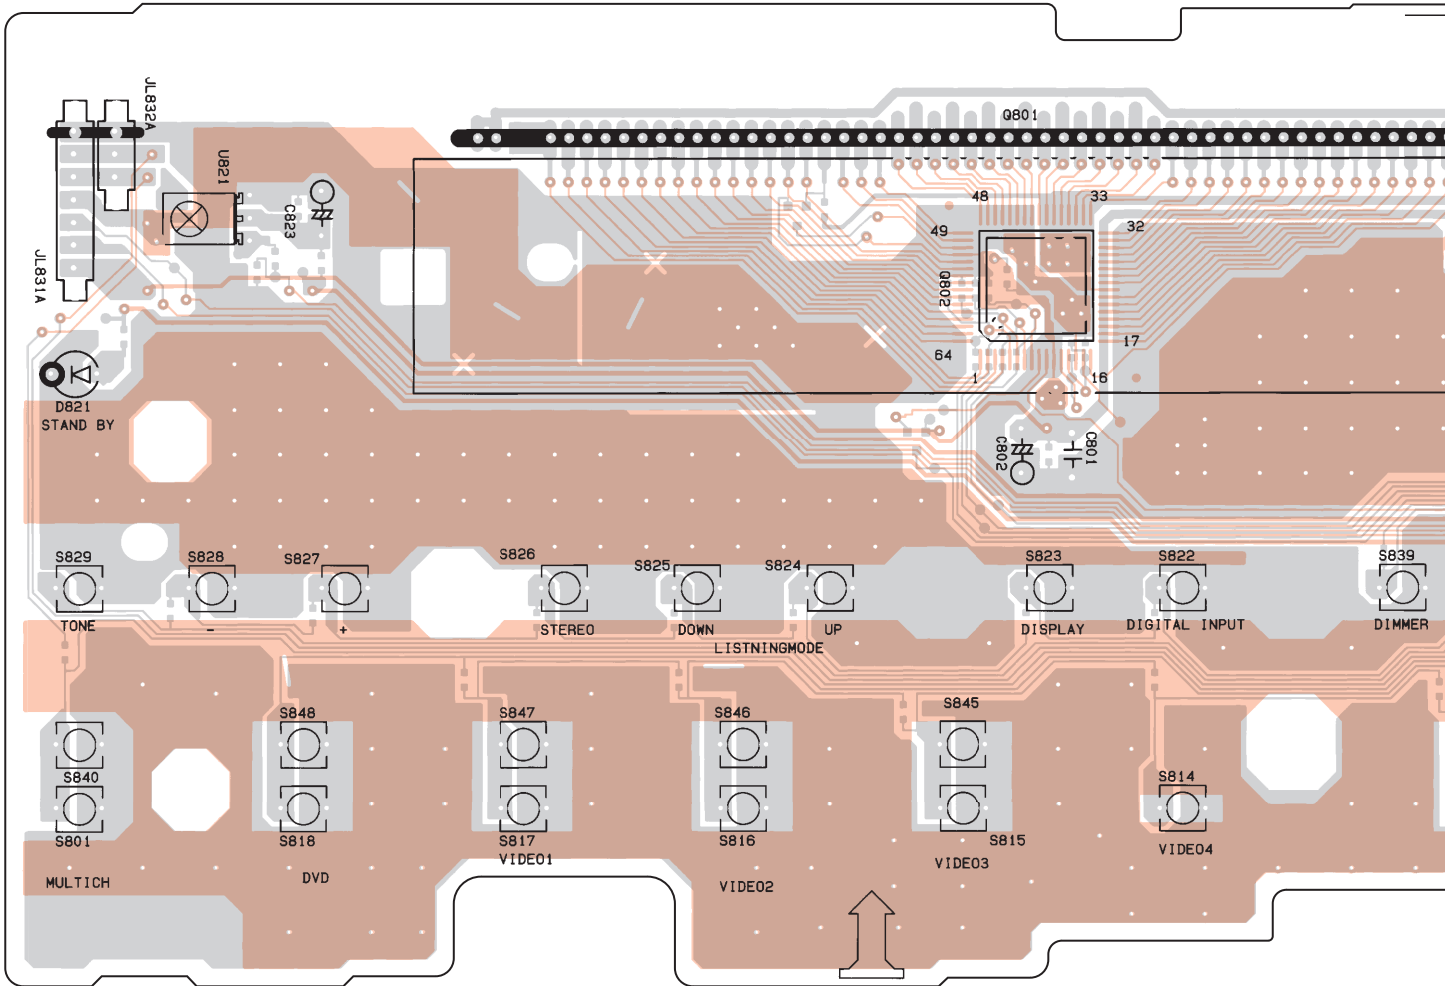 JL832A
Q801
U821
48
33
C823
49
32
JL831A
Q802
64
17
1
16
D821
STAND BY
C802
C801
S829
S828
S827
S826
S825
S824
S823
S822
S839
TONE
-
+
STEREO
DOWN
UP
DISPLAY
DIGITAL INPUT
DIMMER
LISTNINGMODE
S848
S847
S846
S845
S840
S814
S801
S818
S817
S816
S815
VIDEO1
VIDEO3
VIDEO4
MULTICH
DVD
VIDEO2